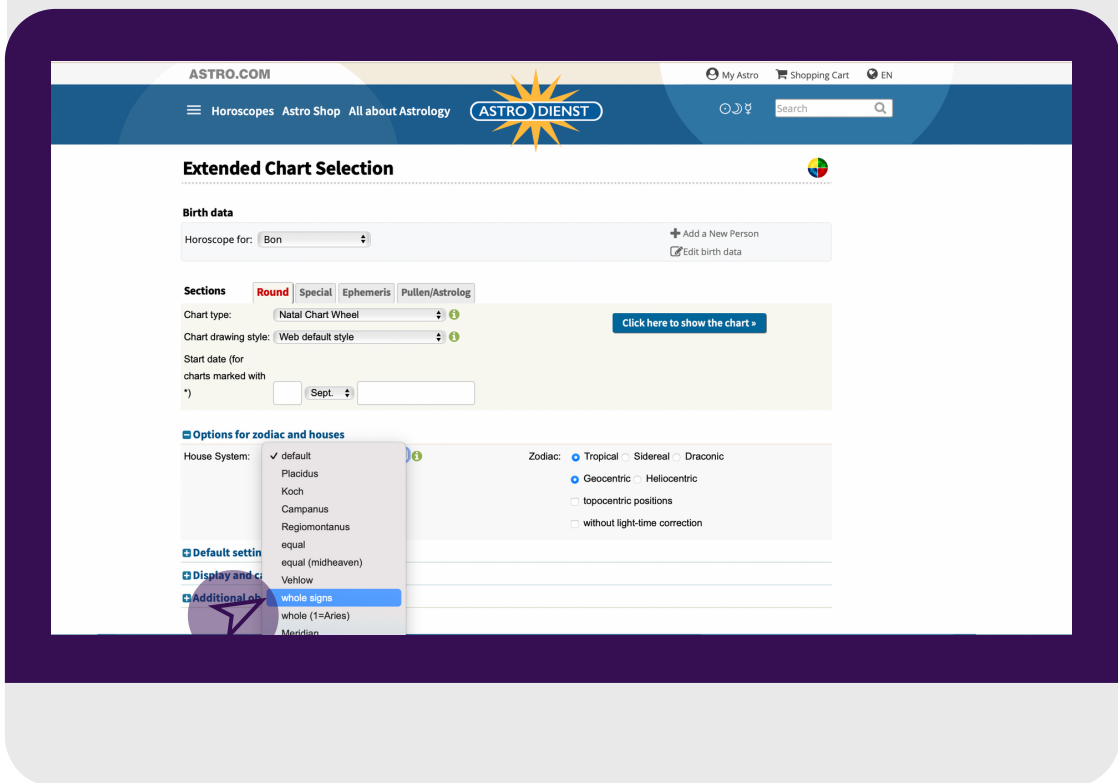 ASTRO.COM
My Astro Shopping Cart EN
Horoscopes Astro Shop All about Astrology ASTRO DIENST Search
Extended Chart Selection
Birth data
Horoscope for: Bon
Add a New Person
Edit birth data
Sections Round Special Ephemeris Pullen/Astrolog
Chart type: Natal Chart Wheel
Click here to show the chart »
Chart drawing style: Web default style
Start date (for
charts marked with
*) Sept.
Options for zodiac and houses
House System: ✓ default
Placidus
Koch
Campanus
Regiomontanus
equal
equal (midheaven)
Vehlow
whole signs
whole (1=Aries)
Meridian
Zodiac: Tropical Sidereal Draconic
Geocentric Heliocentric
topocentric positions
without light-time correction
Default settin
Display and c
Additional ob